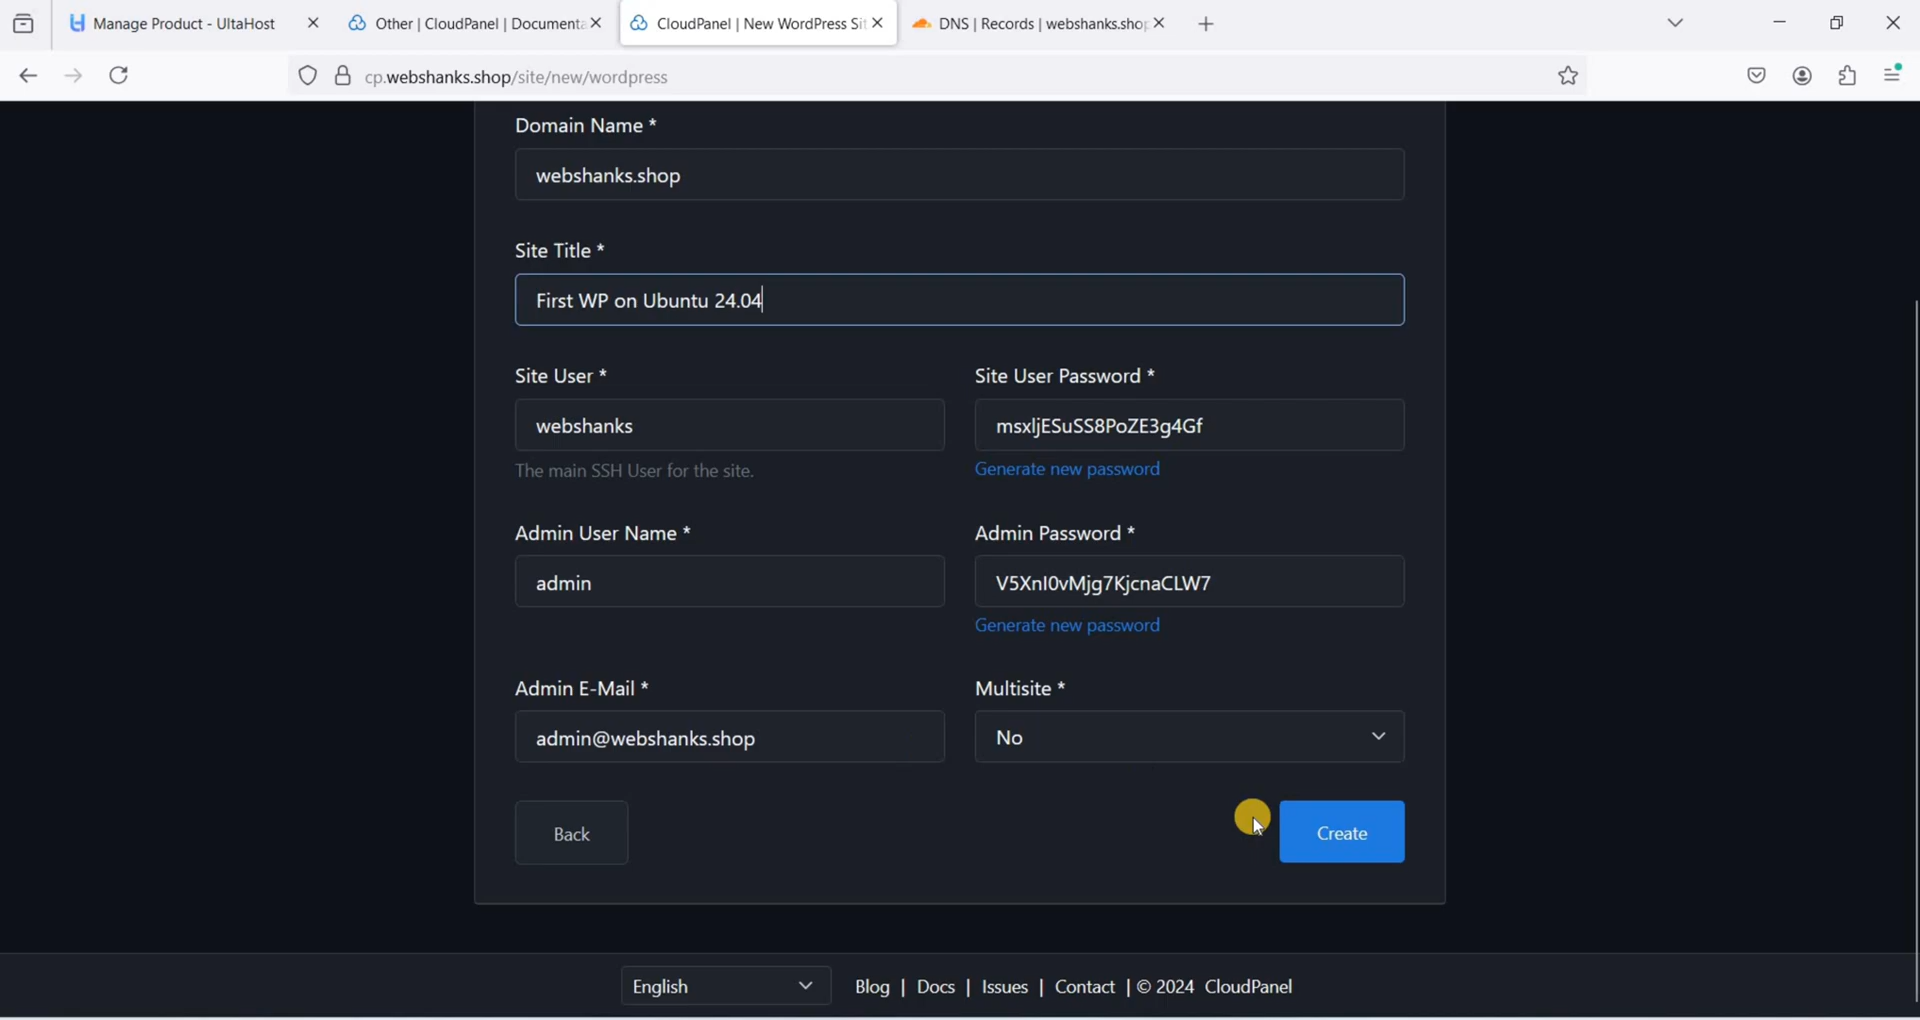 Manage Product - UltaHost
Other | CloudPanel | Documenta
CloudPanel | New WordPress Sit
DNS | Records | webshanks.shop
cp.webshanks.shop/site/new/wordpress
Domain Name *
webshanks.shop
Site Title *
First WP on Ubuntu 24.04
Site User * Site User Password *
webshanks msxljESuSS8PoZE3g4Gf
The main SSH User for the site. Generate new password
Admin User Name * Admin Password *
admin V5XnI0vMjg7KjcnaCLW7
Generate new password
Admin E-Mail * Multisite *
admin@webshanks.shop No
Back Create
English Blog | Docs | Issues | Contact | © 2024 CloudPanel